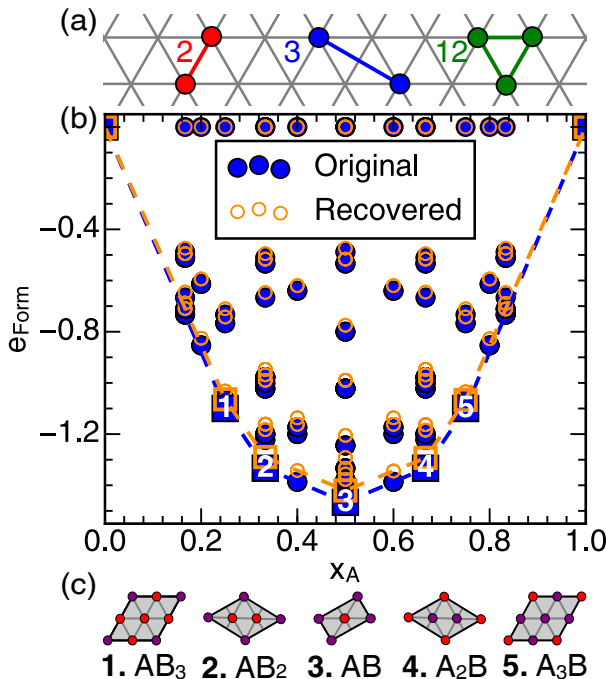 (a)
2
3
12
(b)
Original
Recovered
−0.4
−0.8
−1.2
e_Form
1
2
3
4
5
0.0
0.2
0.4
0.6
0.8
1.0
x_A
(c)
1. AB₃
2. AB₂
3. AB
4. A₂B
5. A₃B